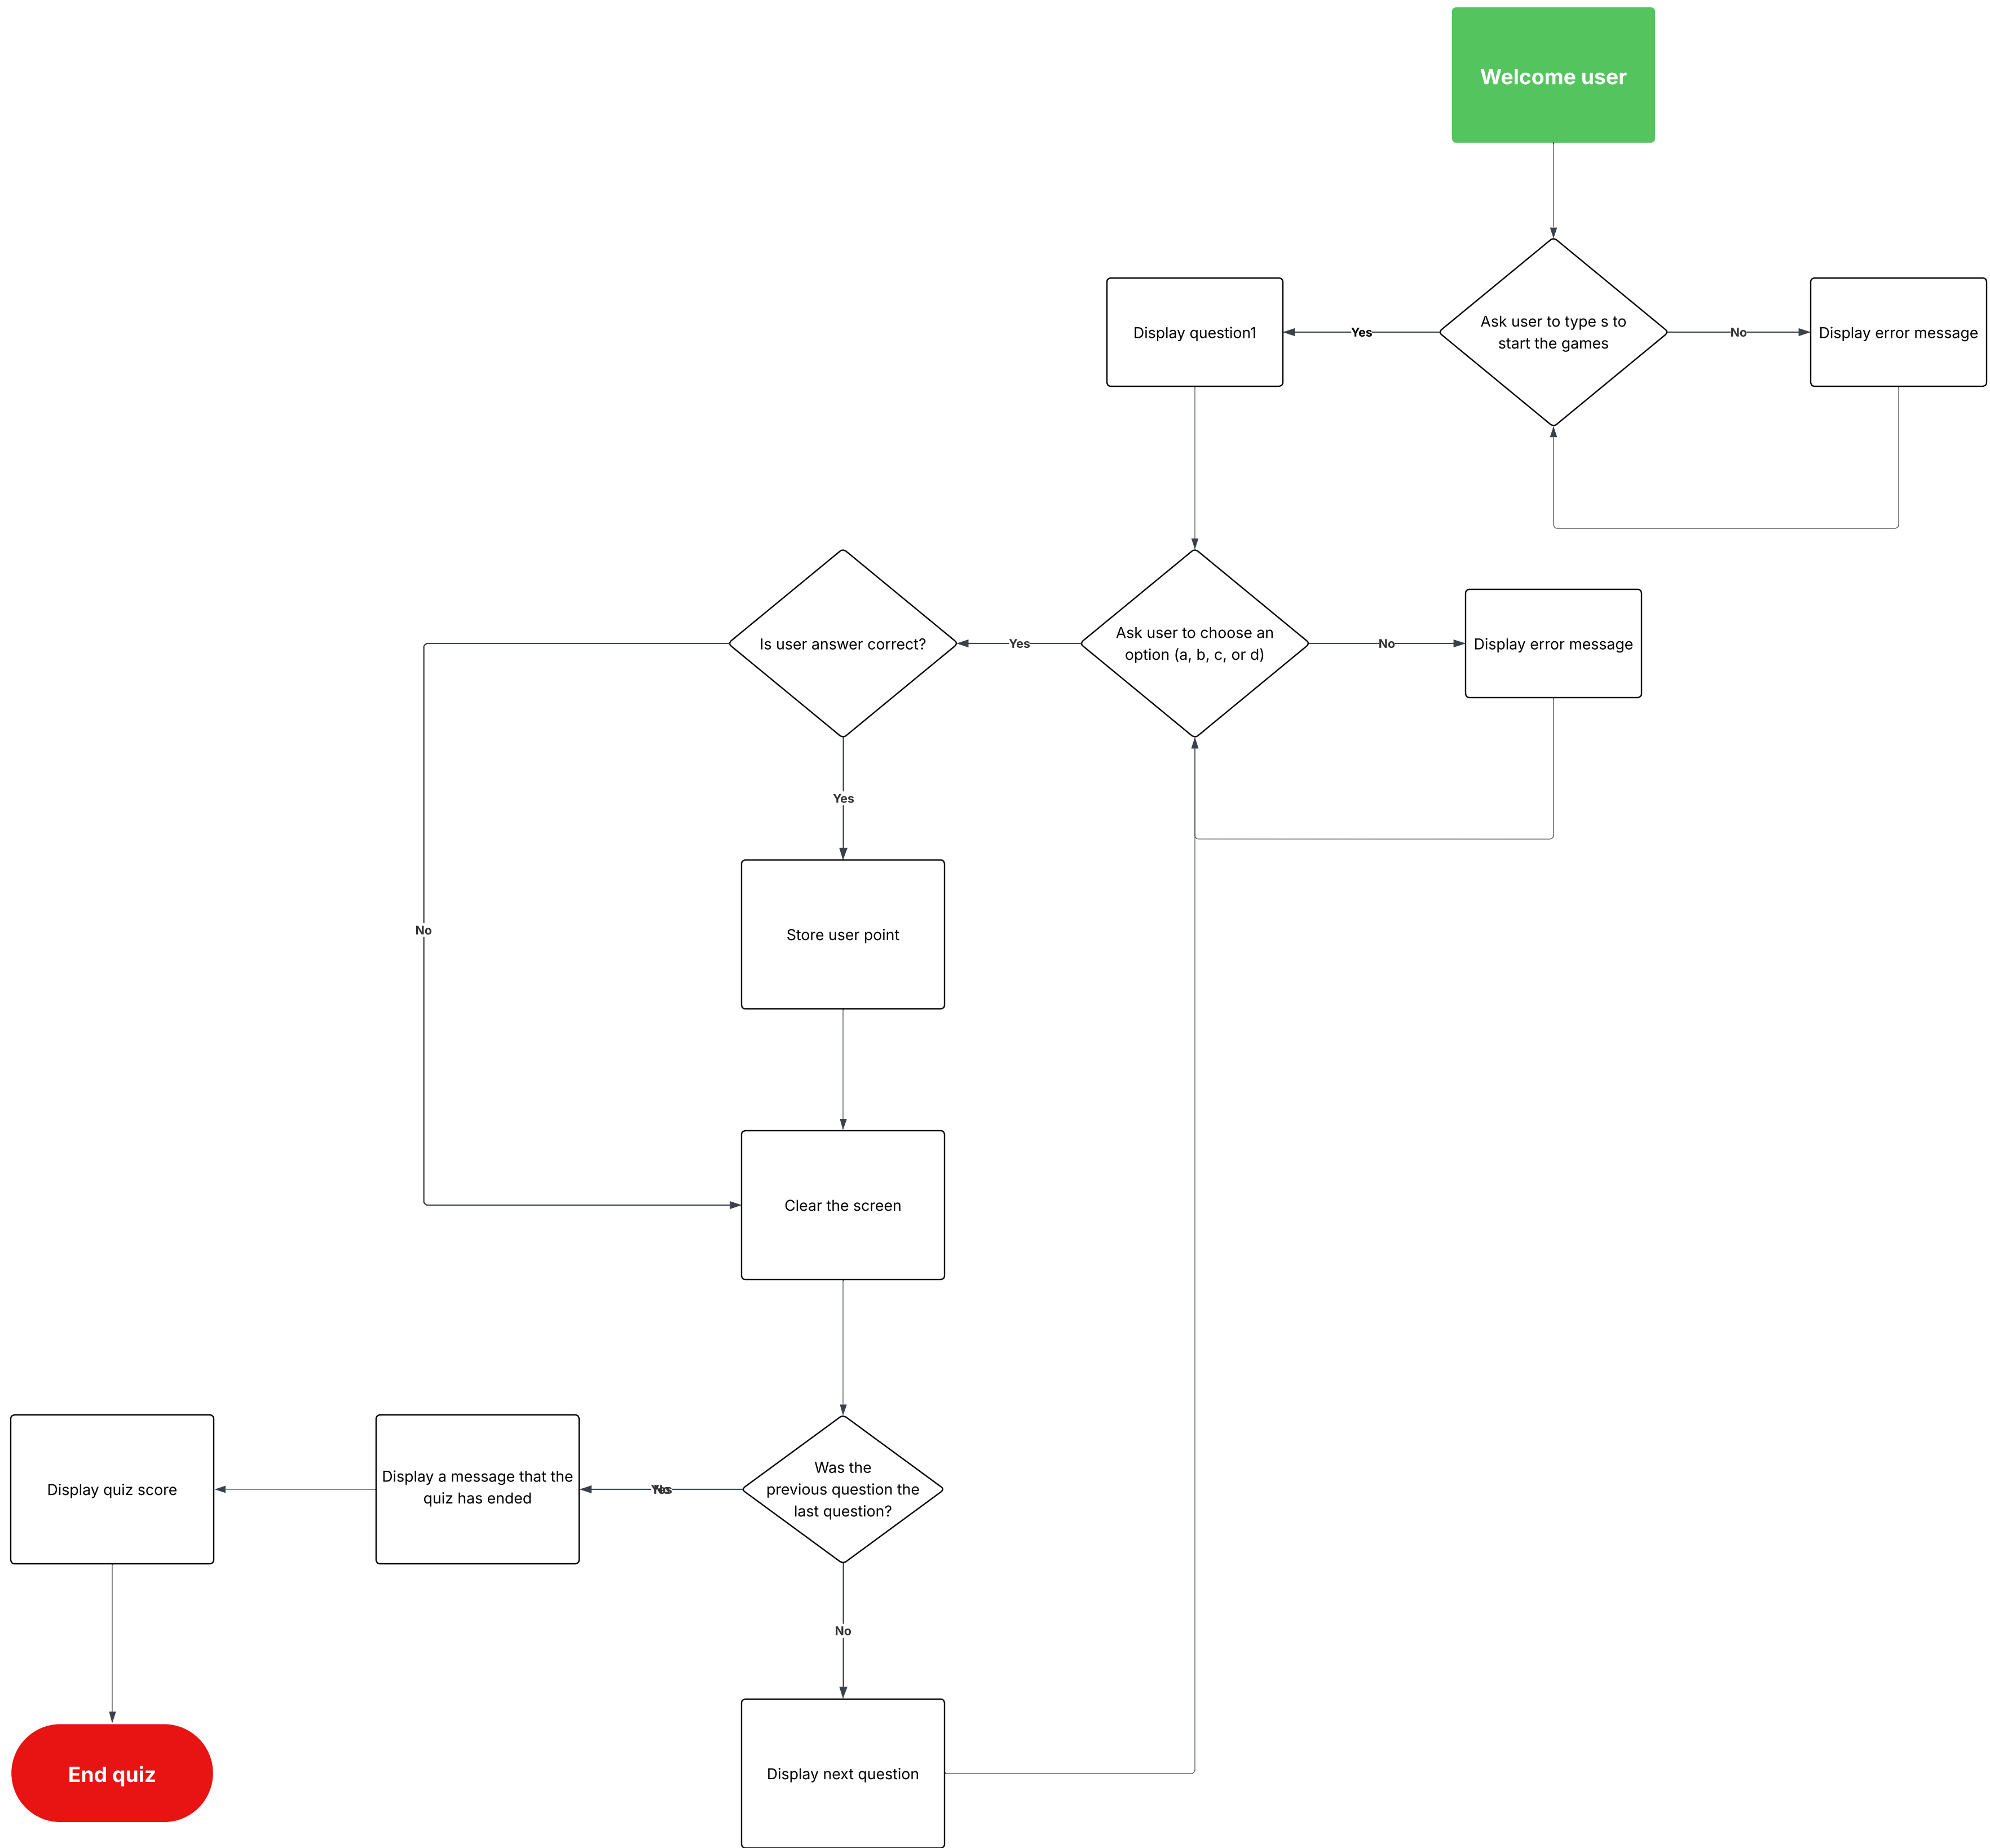 Welcome user
Ask user to type s to
start the games
Yes
No
Display question1
Display error message
Ask user to choose an
option (a, b, c, or d)
Yes
No
Is user answer correct?
Display error message
Yes
No
Store user point
Clear the screen
Was the
previous question the
last question?
Yes
No
Display a message that the
quiz has ended
Display quiz score
No
End quiz
Display next question